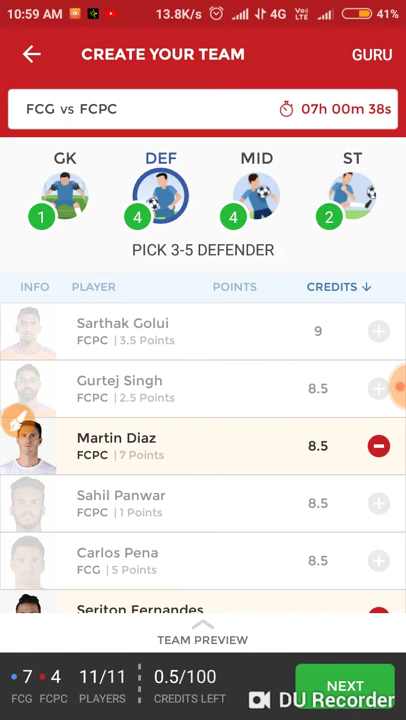 10:59 AM 13.8K/s 4G Vo) LTE 41%
CREATE YOUR TEAM GURU
FCG vs FCPC 07h 00m 38s
GK DEF MID ST
1 4 4 2
PICK 3-5 DEFENDER
INFO PLAYER POINTS CREDITS ↓
Sarthak Golui
FCPC | 3.5 Points 9
Gurtej Singh
FCPC | 2.5 Points 8.5
Martin Diaz
FCPC | 7 Points 8.5
Sahil Panwar
FCPC | 1 Points 8.5
Carlos Pena
FCG | 5 Points 8.5
Seriton Fernandes
TEAM PREVIEW
7 4 11/11 0.5/100 NEXT
FCG FCPC PLAYERS CREDITS LEFT
DU Recorder